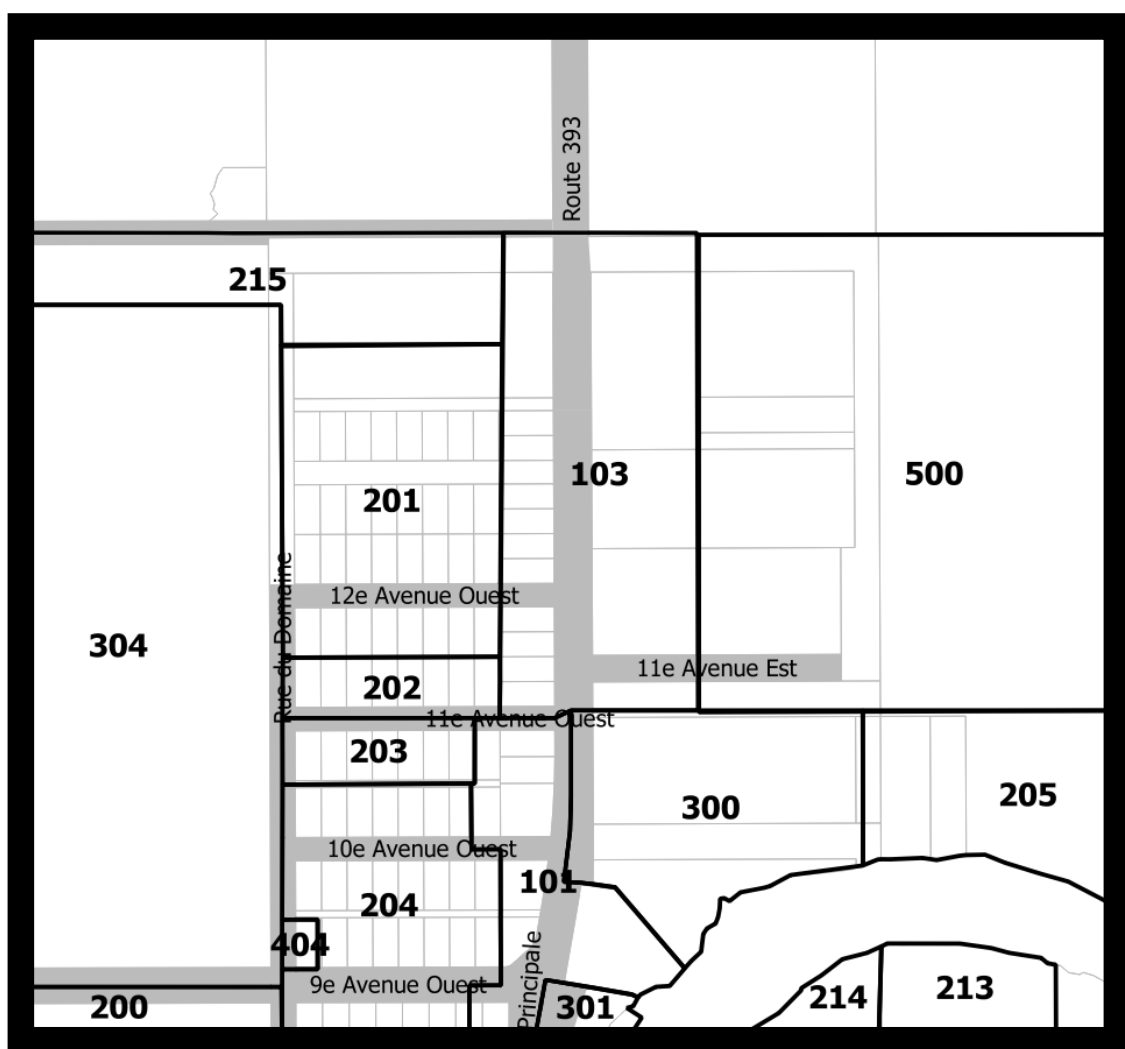 Route 393
215
103
500
201
Rue du Domaine
12e Avenue Ouest
304
11e Avenue Est
202
11e Avenue Ouest
203
205
300
10e Avenue Ouest
101
204
404
Principale
9e Avenue Ouest
213
214
200
301